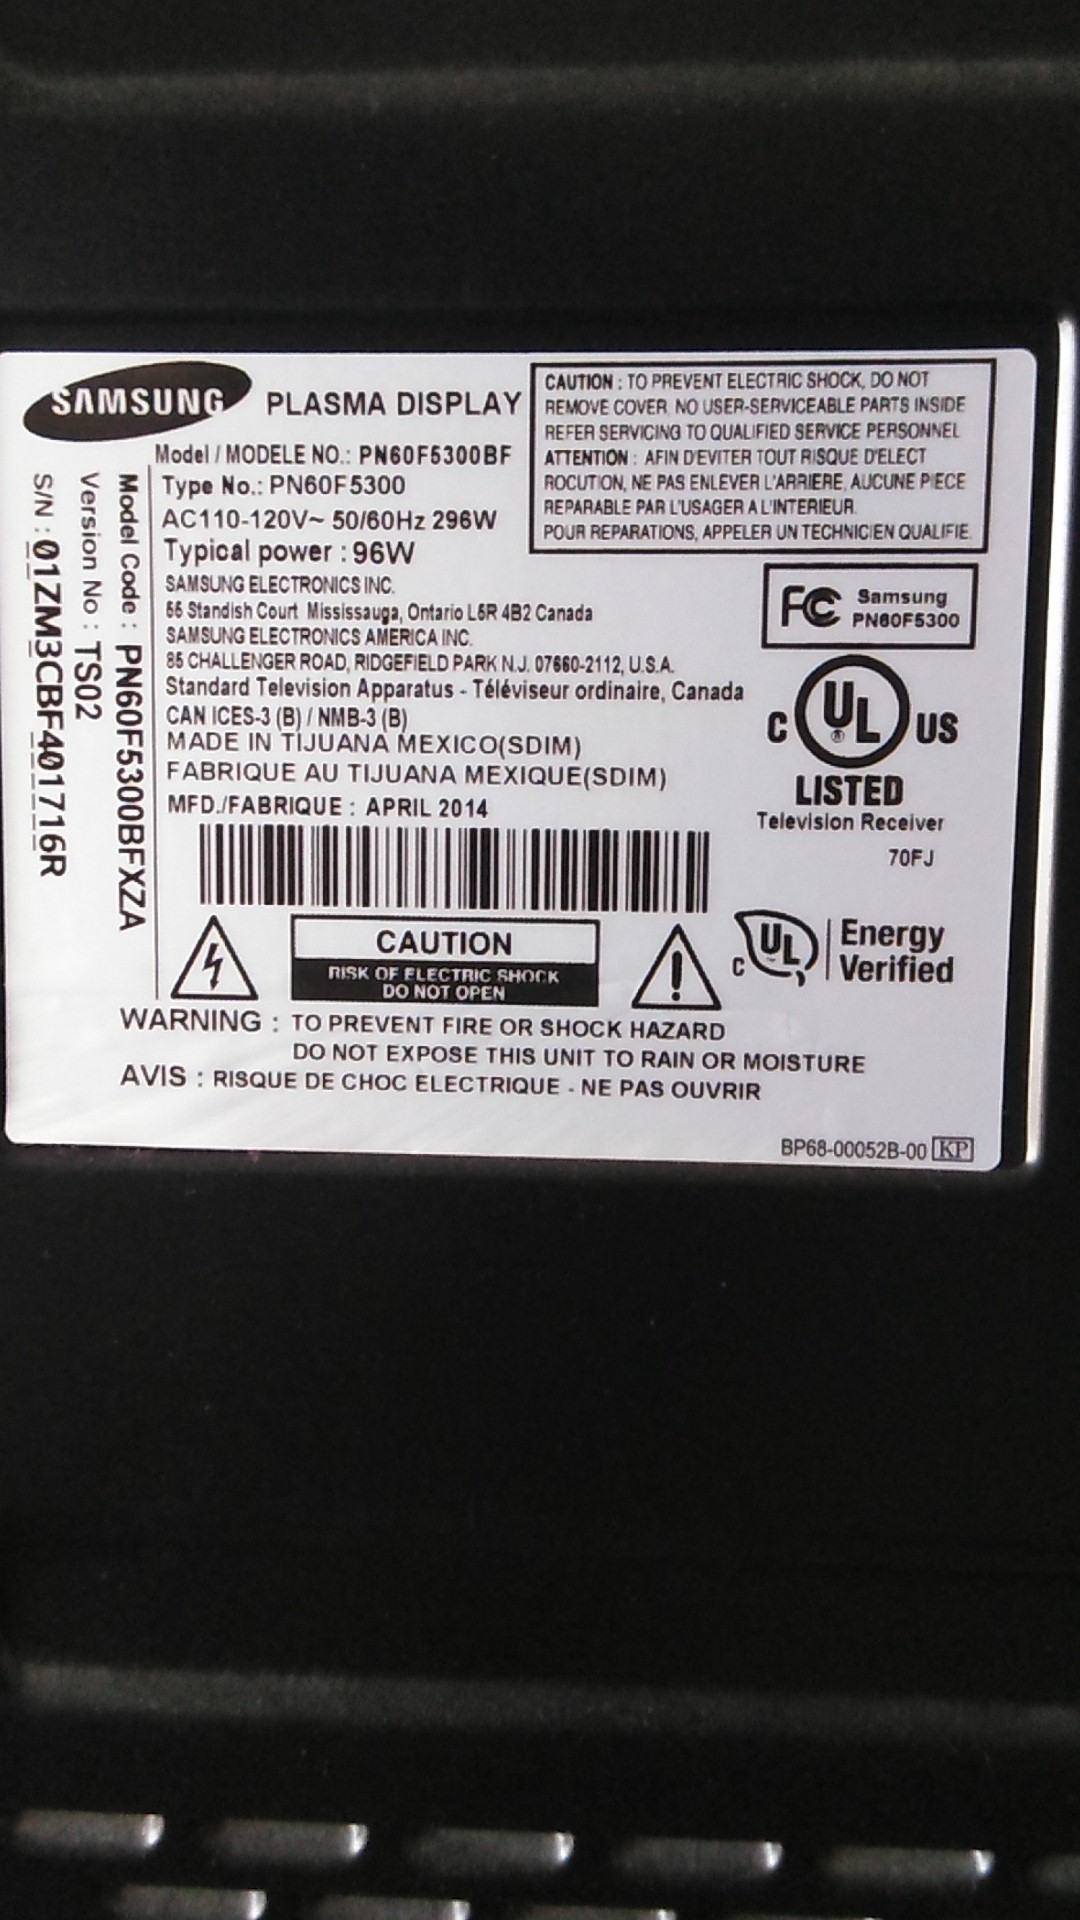 SAMSUNG PLASMA DISPLAY
Model / MODELE NO.: PN60F5300BF
Type No.: PN60F5300
AC110-120V~ 50/60Hz 296W
Typical power : 96W
SAMSUNG ELECTRONICS INC.
55 Standish Court Mississauga, Ontario L5R 4B2 Canada
SAMSUNG ELECTRONICS AMERICA INC.
85 CHALLENGER ROAD, RIDGEFIELD PARK N.J. 07660-2112, U.S.A.
Standard Television Apparatus - Téléviseur ordinaire, Canada
CAN ICES-3 (B) / NMB-3 (B)
MADE IN TIJUANA MEXICO(SDIM)
FABRIQUE AU TIJUANA MEXIQUE(SDIM)
MFD./FABRIQUE : APRIL 2014
CAUTION : TO PREVENT ELECTRIC SHOCK, DO NOT
REMOVE COVER. NO USER-SERVICEABLE PARTS INSIDE
REFER SERVICING TO QUALIFIED SERVICE PERSONNEL
ATTENTION : AFIN D'EVITER TOUT RISQUE D'ELECT
ROCUTION, NE PAS ENLEVER L'ARRIERE, AUCUNE PIECE
REPARABLE PAR L'USAGER A L'INTERIEUR.
POUR REPARATIONS, APPELER UN TECHNICIEN QUALIFIE.
FC Samsung
PN60F5300
C UL ® US
LISTED
Television Receiver
70FJ
C UL Energy
Verified
Model Code : PN60F5300BFXZA
Version No : TS02
S/N : 01ZM3CBF401716R
CAUTION
RISK OF ELECTRIC SHOCK
DO NOT OPEN
WARNING : TO PREVENT FIRE OR SHOCK HAZARD
DO NOT EXPOSE THIS UNIT TO RAIN OR MOISTURE
AVIS : RISQUE DE CHOC ELECTRIQUE - NE PAS OUVRIR
BP68-00052B-00 KP